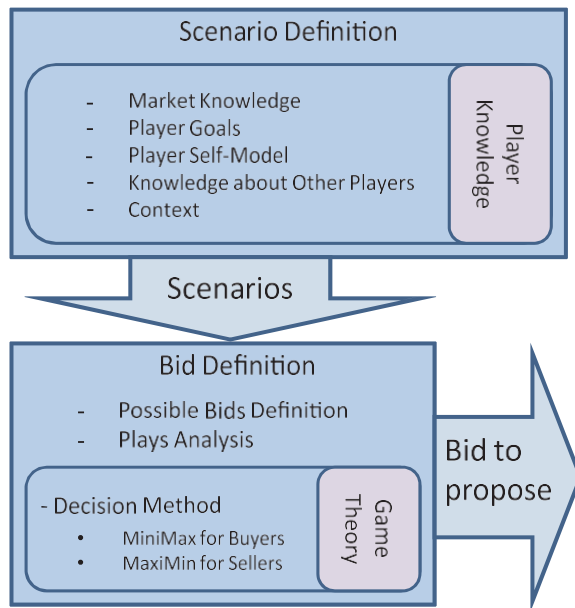 Scenario Definition
- Market Knowledge
- Player Goals
- Player Self-Model
- Knowledge about Other Players
- Context
Player
Knowledge
Scenarios
Bid Definition
- Possible Bids Definition
- Plays Analysis
- Decision Method
• MiniMax for Buyers
• MaxiMin for Sellers
Game
Theory
Bid to
propose